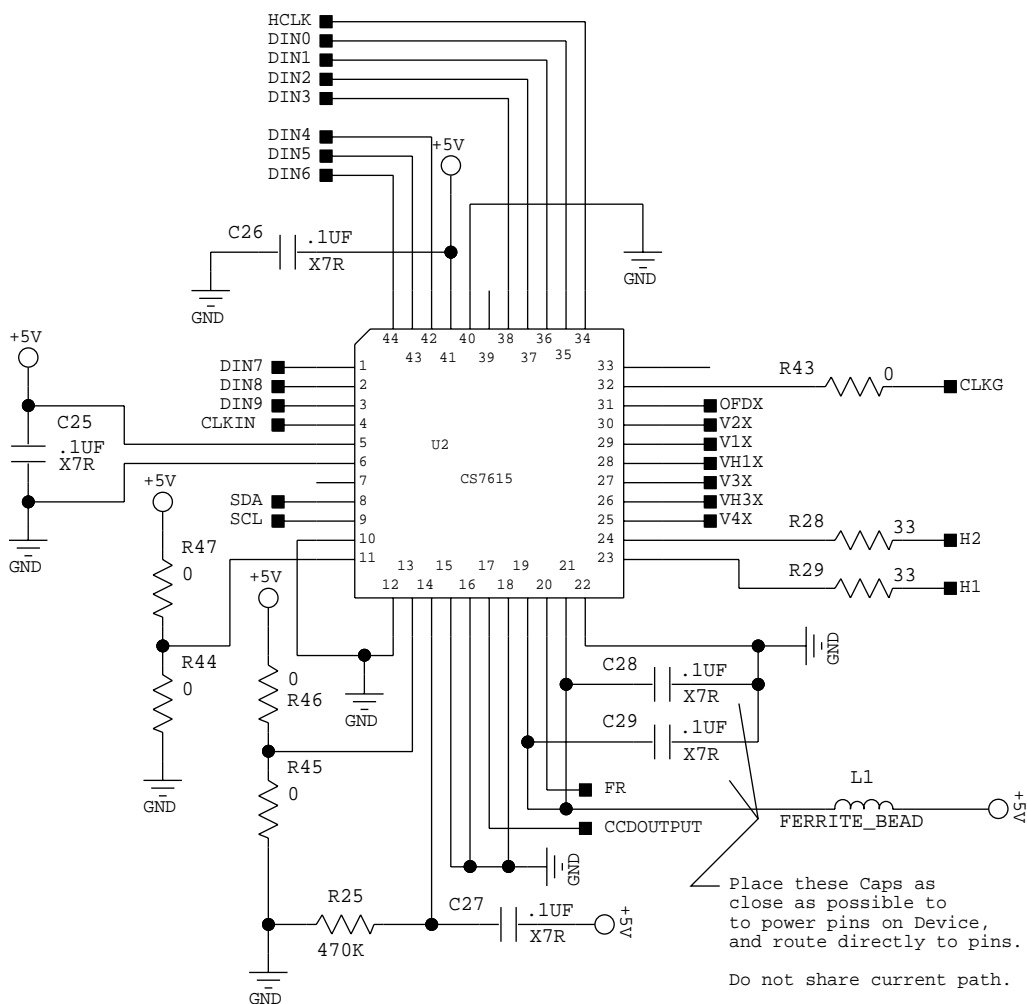 HCLK
DIN0
DIN1
DIN2
DIN3
DIN4
DIN5
DIN6
+5V
C26
.1UF
X7R
GND
GND
44
43
42
41
40
39
38
37
36
35
34
+5V
C25
.1UF
X7R
GND
DIN7
DIN8
DIN9
CLKIN
SDA
SCL
1
2
3
4
5
6
7
8
9
10
11
U2
CS7615
33
32
31
30
29
28
27
26
25
24
23
R43
0
CLKG
OFDX
V2X
V1X
VH1X
V3X
VH3X
V4X
R28
33
H2
R29
33
H1
12
13
14
15
16
17
18
19
20
21
22
+5V
R47
0
R44
0
GND
+5V
0
R46
R45
0
GND
GND
C28
.1UF
X7R
C29
.1UF
X7R
GND
FR
CCDOUTPUT
L1
FERRITE_BEAD
+5V
GND
R25
470K
C27
.1UF
X7R
+5V
Place these Caps as
close as possible to
to power pins on Device,
and route directly to pins.
Do not share current path.